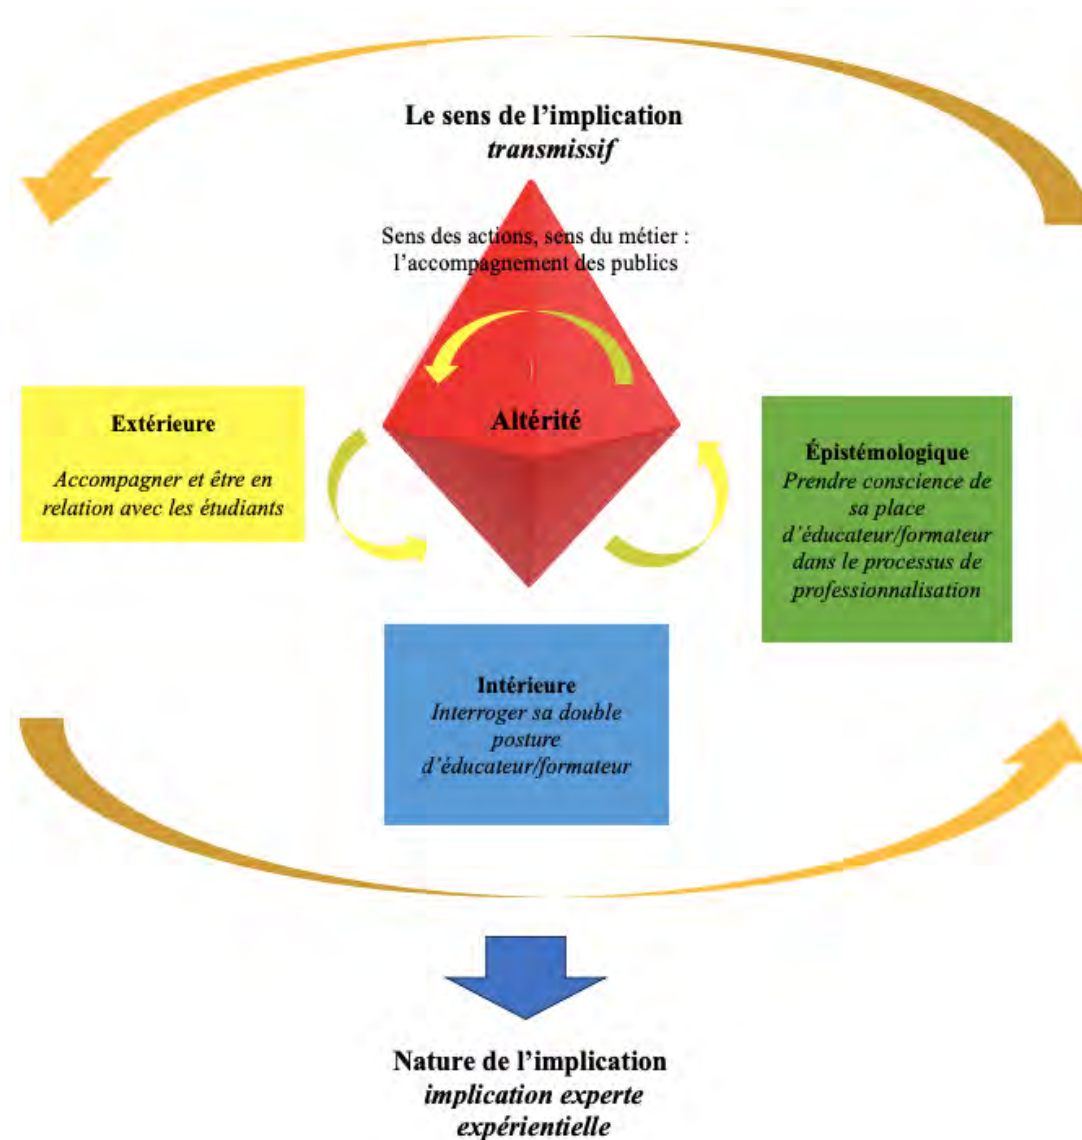 Le sens de l’implication
transmissif
Sens des actions, sens du métier :
l’accompagnement des publics
Altérité
Extérieure
Accompagner et être en
relation avec les étudiants
Épistémologique
Prendre conscience de
sa place
d’éducateur/formateur
dans le processus de
professionnalisation
Intérieure
Interroger sa double
posture
d’éducateur/formateur
Nature de l’implication
implication experte
expérientielle